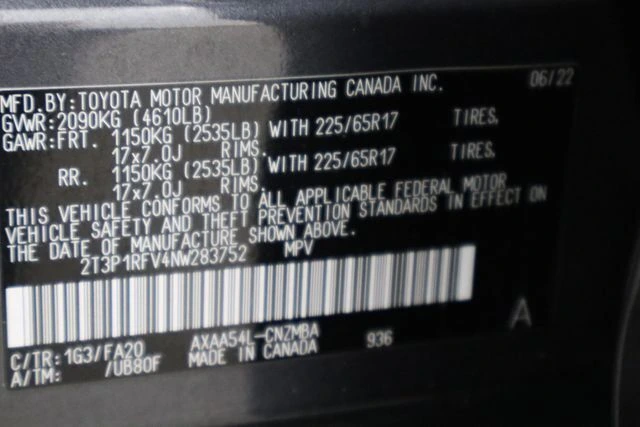 MFD. BY: TOYOTA MOTOR MANUFACTURING CANADA INC. 06/22
GVWR: 2090KG (4610LB)
GAWR: FRT. 1150KG (2535LB) WITH 225/65R17 TIRES,
17x7.0J RIMS.
RR. 1150KG (2535LB) WITH 225/65R17 TIRES,
17x7.0J RIMS.
THIS VEHICLE CONFORMS TO ALL APPLICABLE FEDERAL MOTOR
VEHICLE SAFETY AND THEFT PREVENTION STANDARDS IN EFFECT ON
THE DATE OF MANUFACTURE SHOWN ABOVE.
2T3P1RFV4NW283752 MPV
A
C/TR: 1G3/FA20 AXAA54L-CNZMBA 936
A/TM: /UB80F MADE IN CANADA